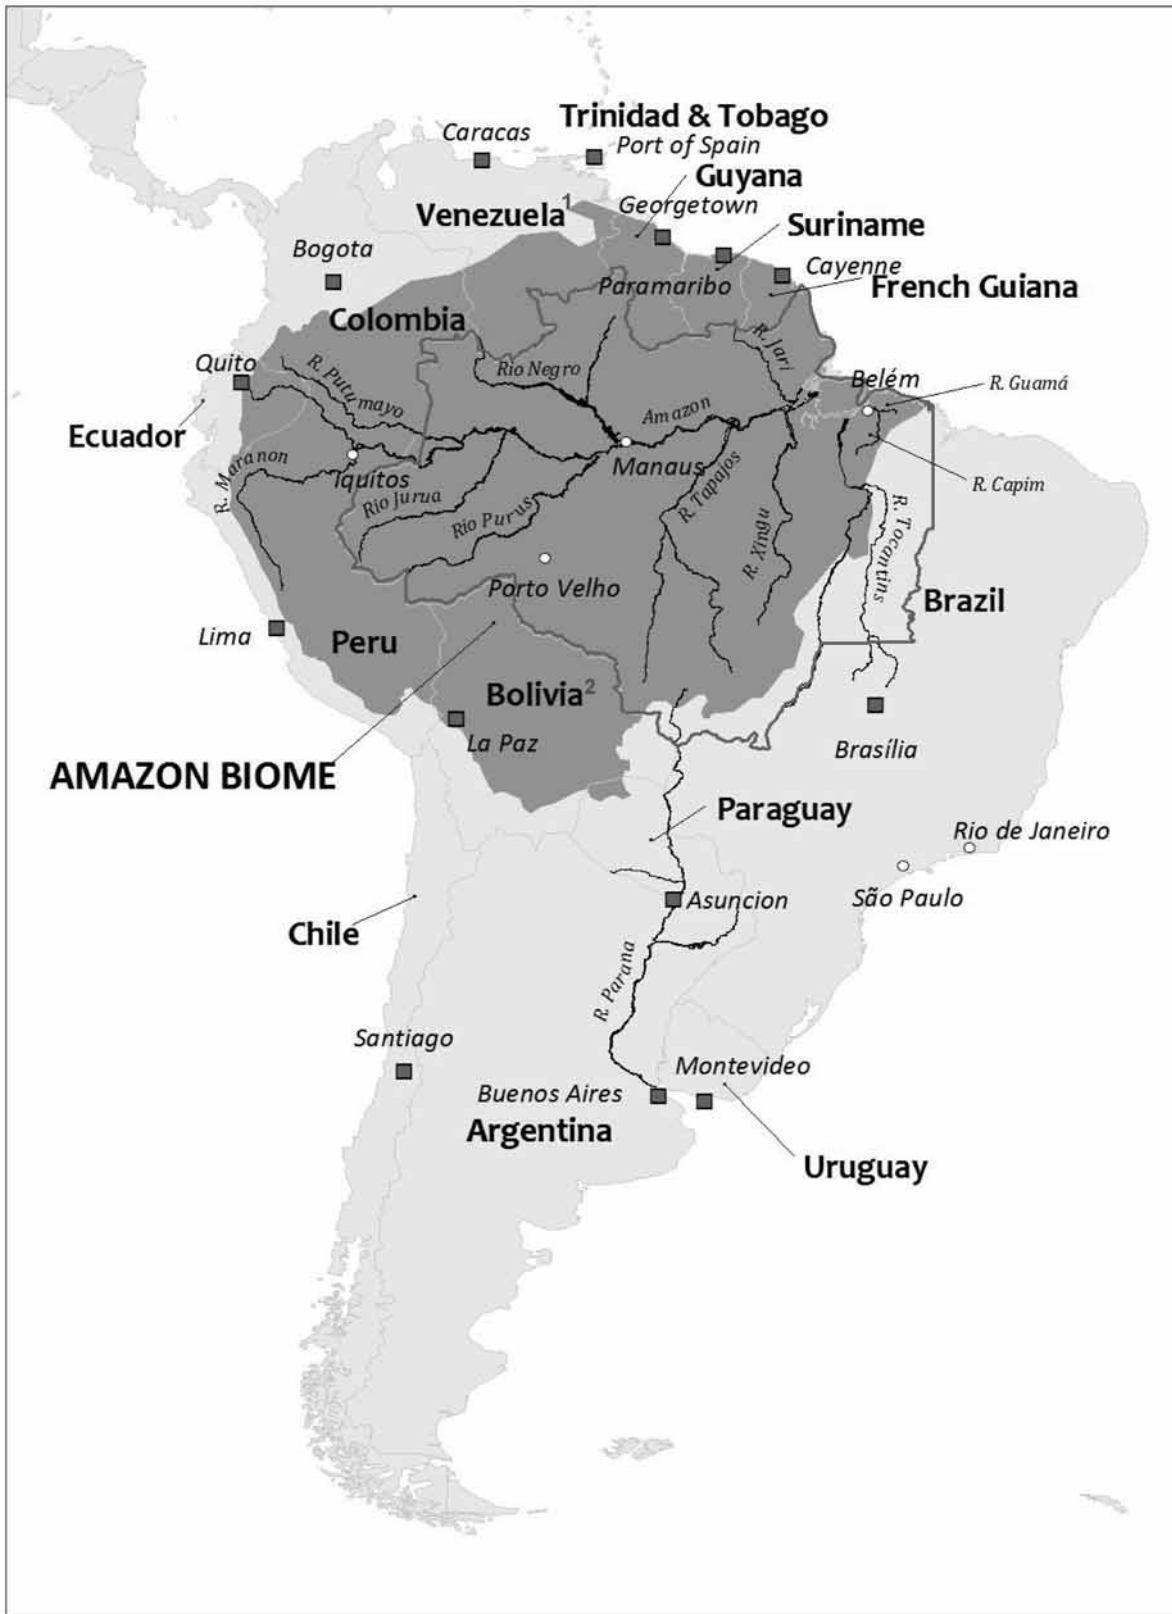 Trinidad & Tobago
Caracas
Port of Spain
Guyana
Georgetown
Venezuela1
Suriname
Bogota
Cayenne
Paramaribo
French Guiana
Colombia
R. Jari
Quito
R. Putumayo
Rio Negro
Belém
R. Guamá
Amazon
Ecuador
R. Maranon
Iquitos
Manaus
R. Tapajos
R. Capim
Rio Jurua
Rio Purus
R. Xingu
R. Tocantins
Porto Velho
Brazil
Lima
Peru
Bolivia2
La Paz
Brasília
AMAZON BIOME
Paraguay
Rio de Janeiro
Asuncion
São Paulo
Chile
R. Parana
Santiago
Montevideo
Buenos Aires
Argentina
Uruguay